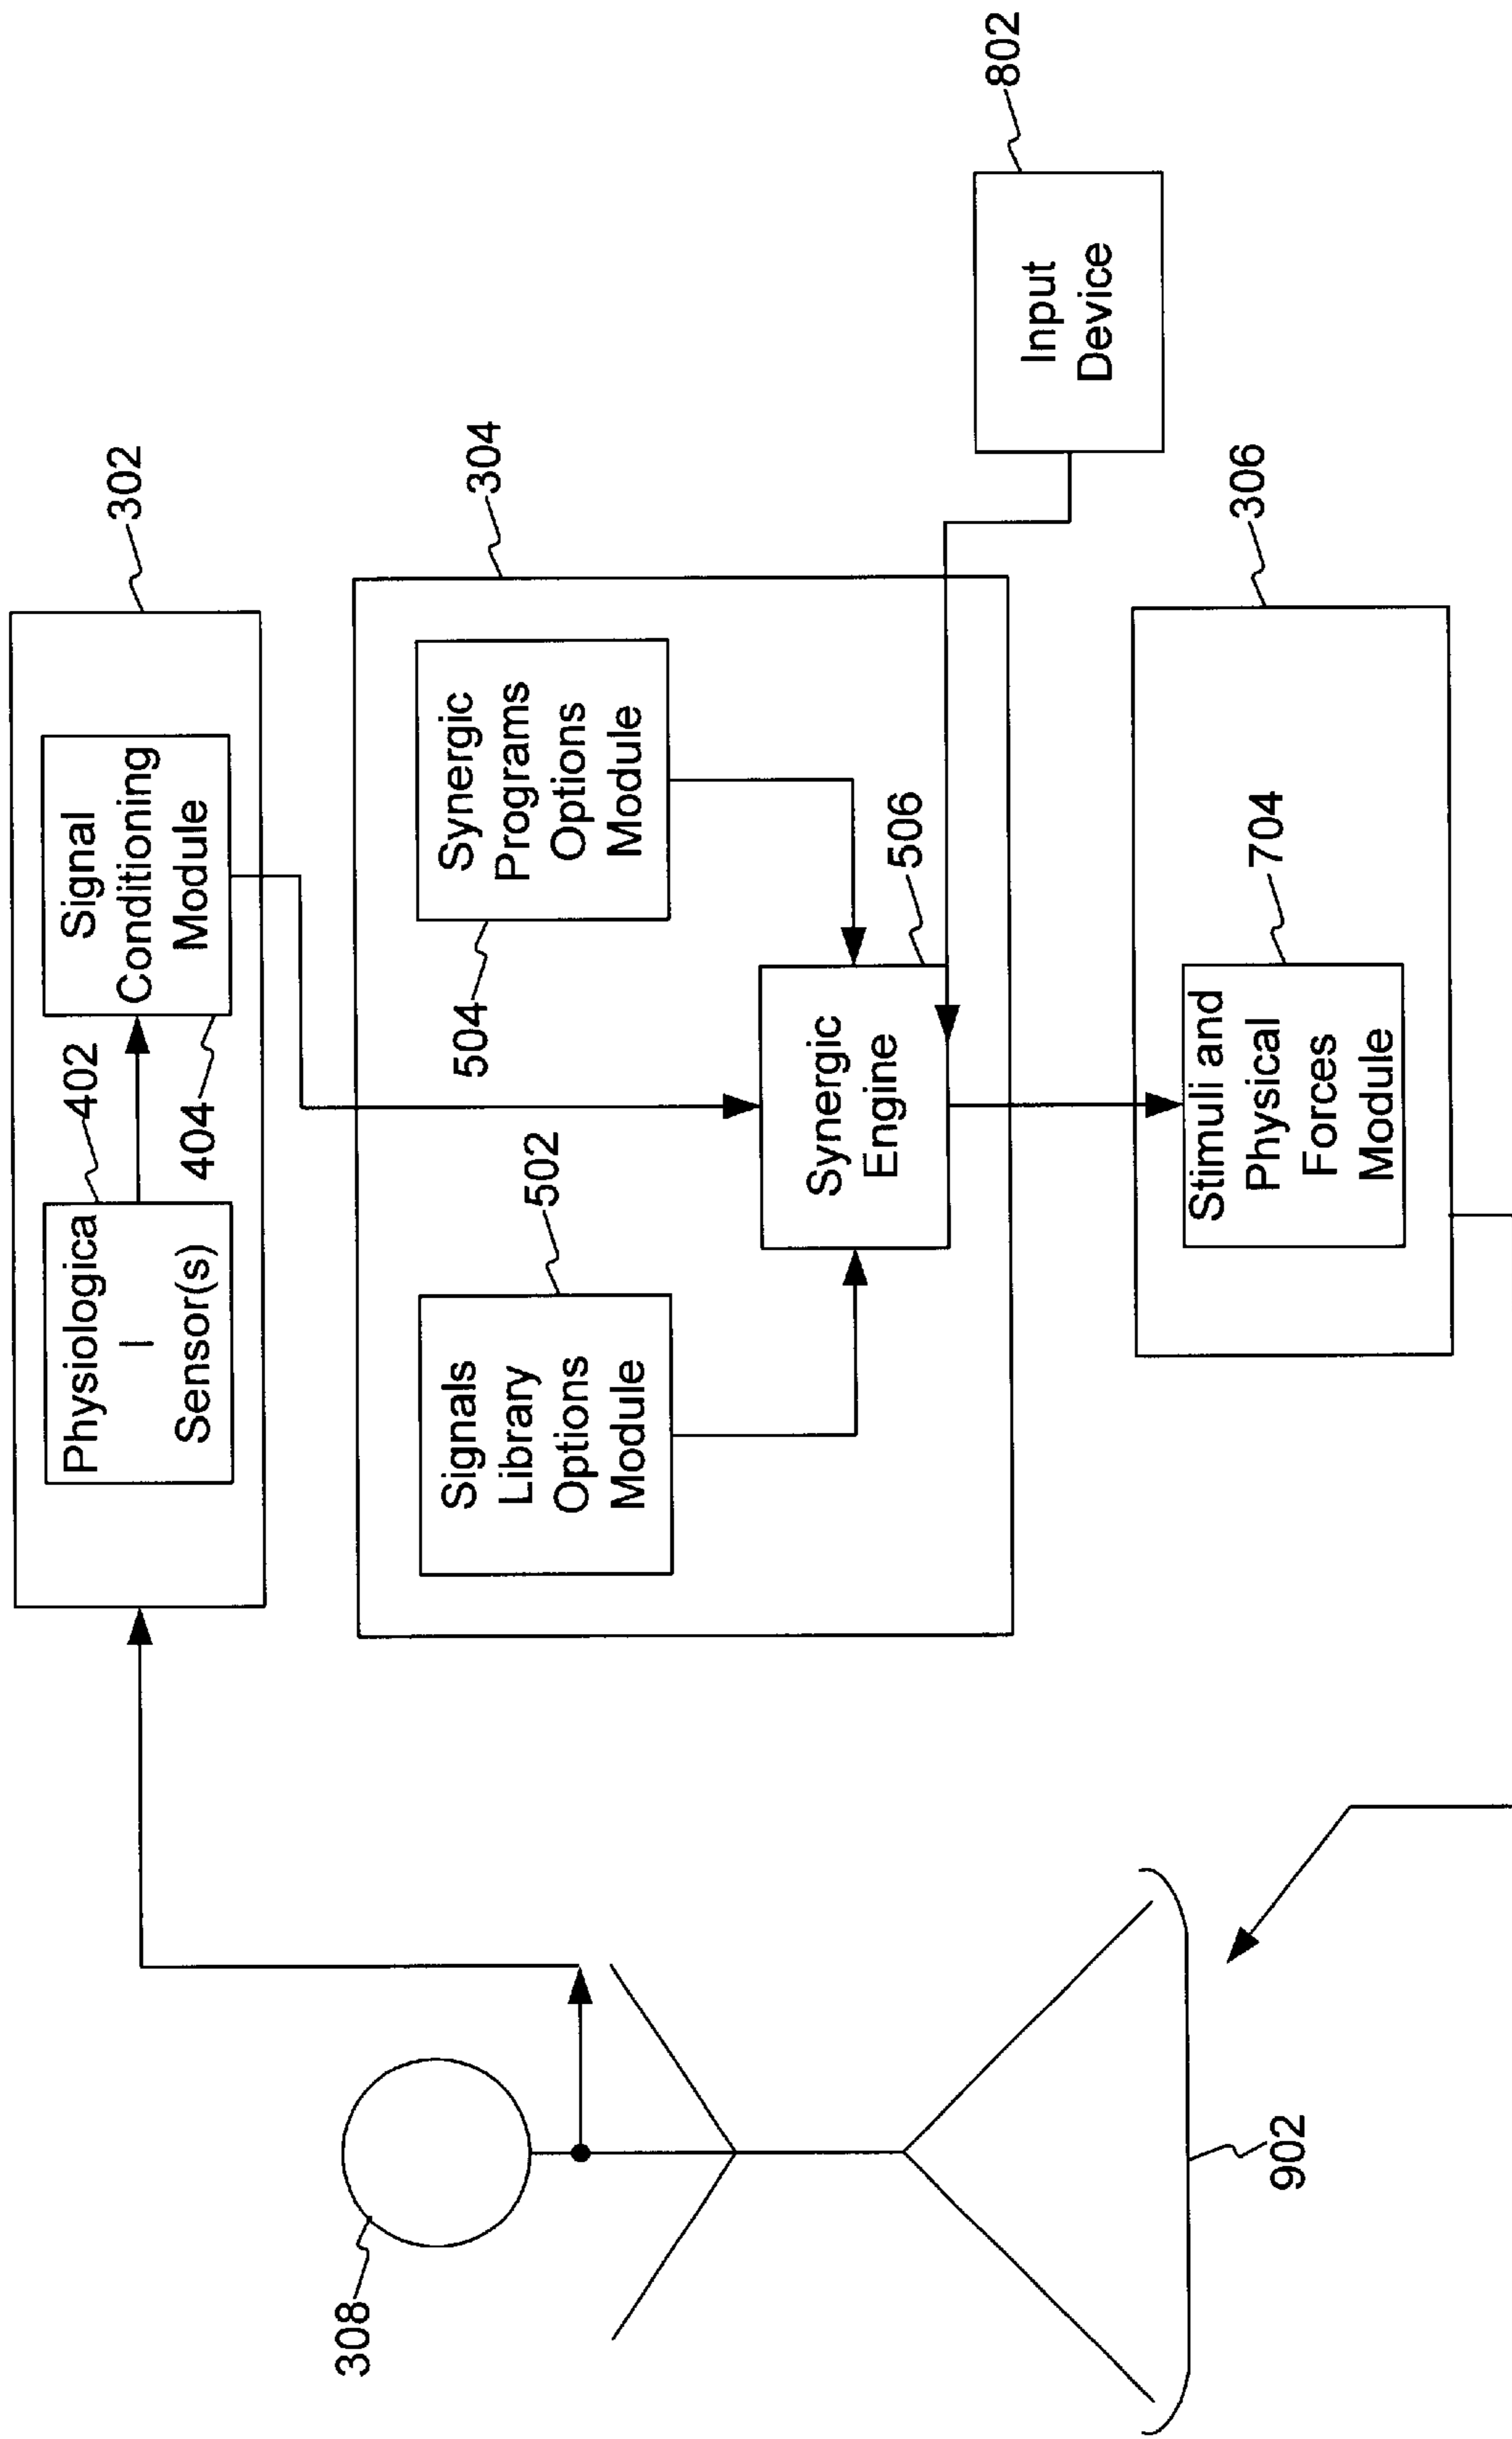 302
Physiologica
l
Sensor(s)
402
Signal
Conditioning
Module
404
304
Signals
Library
Options
Module
502
Synergic
Programs
Options
Module
504
Synergic
Engine
506
Input
Device
802
306
Stimuli and
Physical
Forces
Module
704
308
902